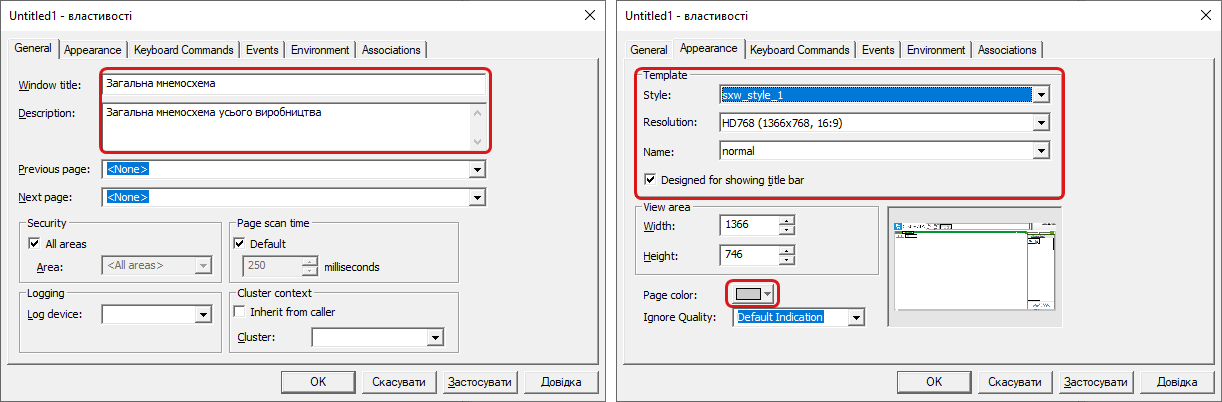 Untitled1 - властивості
General Appearance Keyboard Commands Events Environment Associations
Window title: Загальна мнемосхема
Description: Загальна мнемосхема усього виробництва
Previous page: <None>
Next page: <None>
Security
All areas
Area: <All areas>
Page scan time
Default
250 milliseconds
Logging
Log device:
Cluster context
Inherit from caller
Cluster:
OK Скасувати Застосувати Довідка
Untitled1 - властивості
General Appearance Keyboard Commands Events Environment Associations
Template
Style: sxw_style_1
Resolution: HD768 (1366x768, 16:9)
Name: normal
Designed for showing title bar
View area
Width: 1366
Height: 746
Page color:
Ignore Quality: Default Indication
OK Скасувати Застосувати Довідка